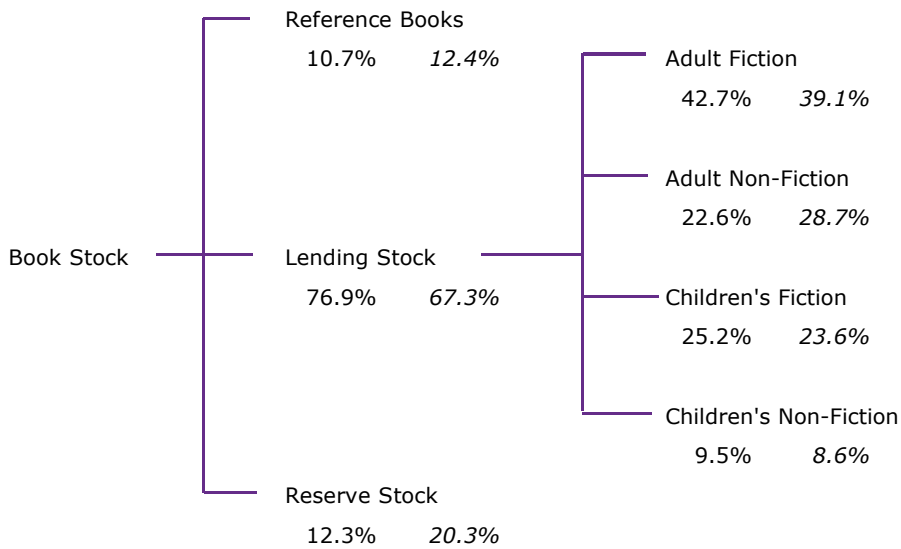 Reference Books
10.7% 12.4%
Adult Fiction
42.7% 39.1%
Adult Non-Fiction
22.6% 28.7%
Book Stock
Lending Stock
76.9% 67.3%
Children's Fiction
25.2% 23.6%
Children's Non-Fiction
9.5% 8.6%
Reserve Stock
12.3% 20.3%